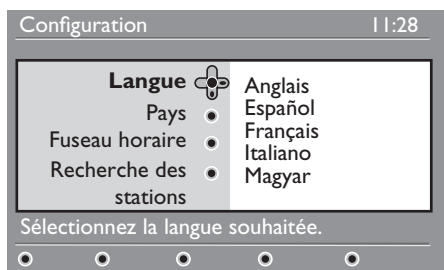 Configuration 11:28
Langue
Pays
Fuseau horaire
Recherche des
stations
Anglais
Español
Français
Italiano
Magyar
Sélectionnez la langue souhaitée.